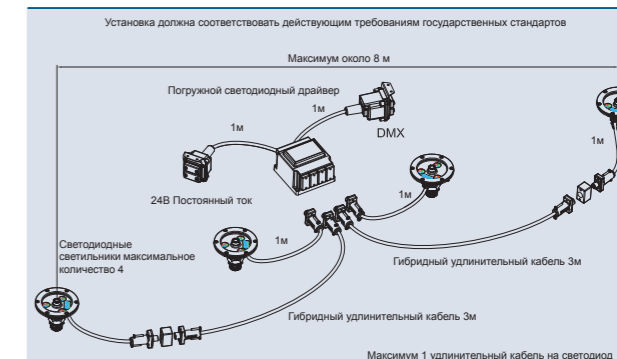 Установка должна соответствовать действующим требованиям государственных стандартов
Максимум около 8 м
Погружной светодиодный драйвер
1м
1м
DMX
1м
1м
24В Постоянный ток
Светодиодные
светильники максимальное
количество 4
1м
Гибридный удлинительный кабель 3м
Гибридный удлинительный кабель 3м
Максимум 1 удлинительный кабель на светодиод